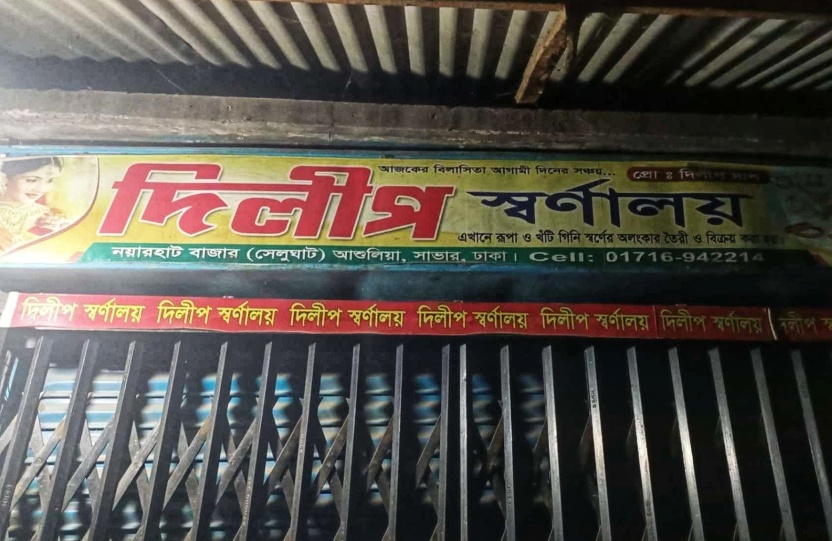 আজকের বিলাসিতা আগামী দিনের সঞ্চয়...
প্রো : দিলীপ দাশ
দিলীপ স্বর্ণালয়
এখানে রূপা ও খাঁটি গিনি স্বর্ণের অলংকার তৈরী ও বিক্রয় করা হয়।
নয়ারহাট বাজার (সেলুঘাট) আশুলিয়া, সাভার, ঢাকা। Cell: 01716-942214
দিলীপ স্বর্ণালয় দিলীপ স্বর্ণালয় দিলীপ স্বর্ণালয় দিলীপ স্বর্ণালয় দিলীপ স্বর্ণালয় দিলীপ স্বর্ণালয়